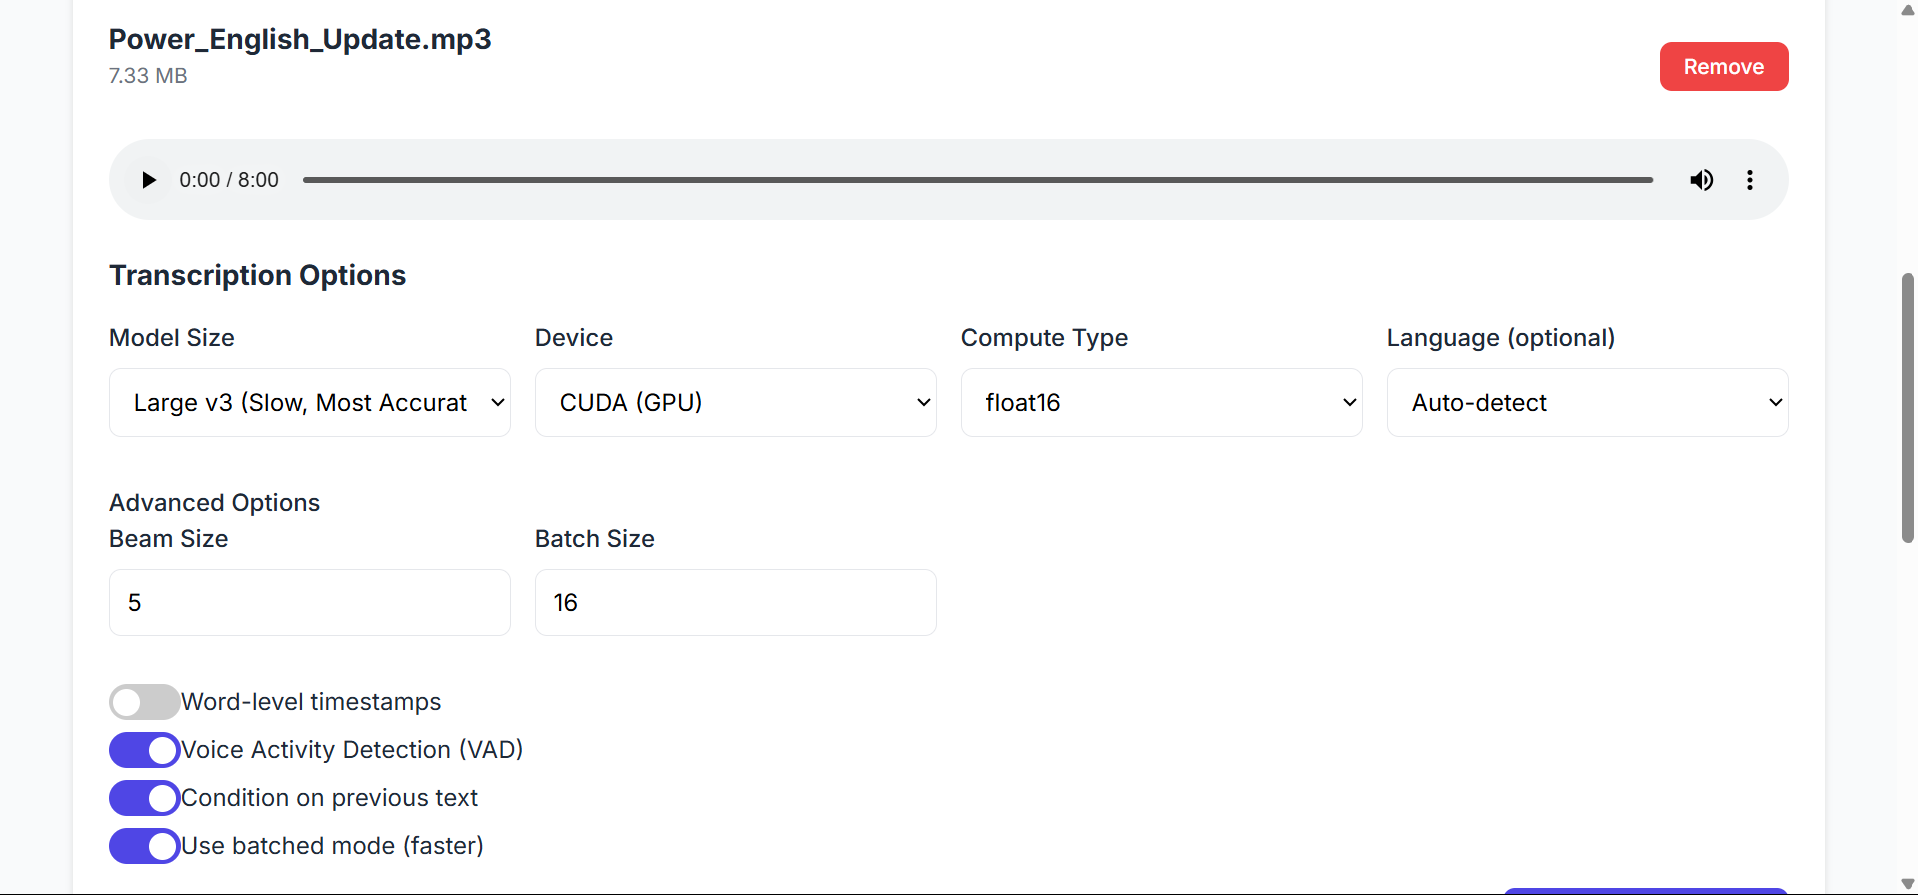 Power_English_Update.mp3
7.33 MB
Remove
0:00 / 8:00
Transcription Options
Model Size
Device
Compute Type
Language (optional)
Large v3 (Slow, Most Accurat
CUDA (GPU)
float16
Auto-detect
Advanced Options
Beam Size
Batch Size
5
16
Word-level timestamps
Voice Activity Detection (VAD)
Condition on previous text
Use batched mode (faster)